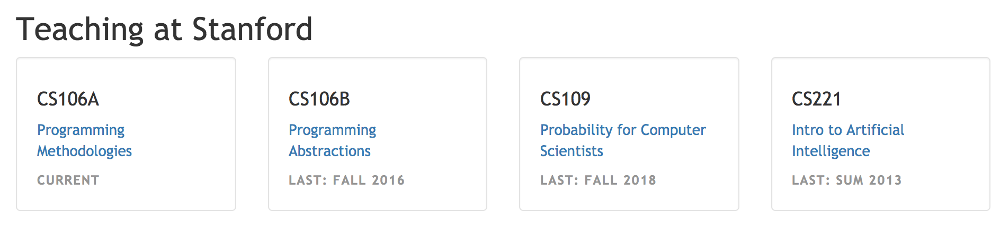 Teaching at Stanford
CS106A
Programming
Methodologies
CURRENT
CS106B
Programming
Abstractions
LAST: FALL 2016
CS109
Probability for Computer
Scientists
LAST: FALL 2018
CS221
Intro to Artificial
Intelligence
LAST: SUM 2013